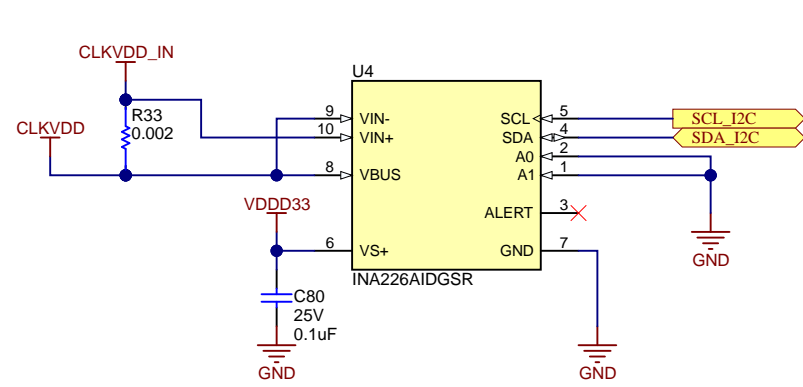 CLKVDD_IN
U4
R33
0.002
CLKVDD
9 VIN-
10 VIN+
8 VBUS
SCL 5 SCL_I2C
SDA 4 SDA_I2C
A0 2
A1 1
VDDD33
ALERT 3
6 VS+
GND 7
GND
INA226AIDGSR
C80
25V
0.1uF
GND
GND